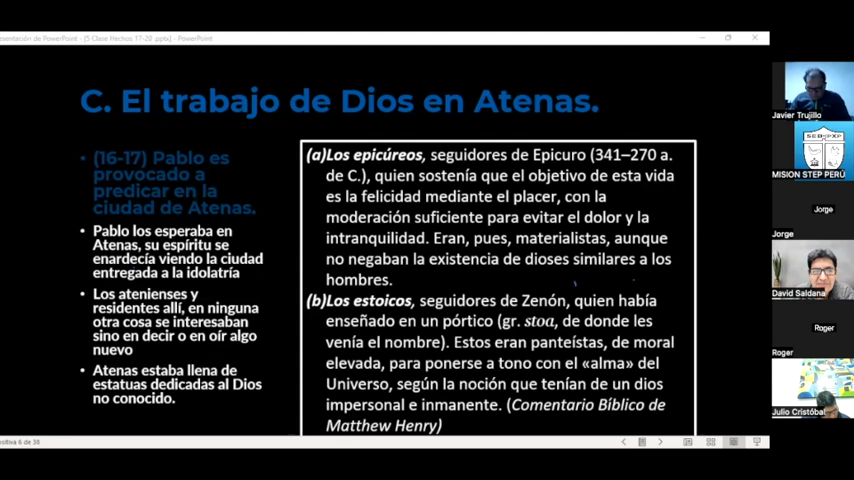 esentación de PowerPoint - [5 Clase Hechos 17-20 .pptx] - PowerPoint
C. El trabajo de Dios en Atenas.
• (16-17) Pablo es
provocado a
predicar en la
ciudad de Atenas.
• Pablo los esperaba en
Atenas, su espíritu se
enardecía viendo la ciudad
entregada a la idolatría
• Los atenienses y
residentes allí, en ninguna
otra cosa se interesaban
sino en decir o en oír algo
nuevo
• Atenas estaba llena de
estatuas dedicadas al Dios
no conocido.
(a)Los epicúreos, seguidores de Epicuro (341–270 a.
de C.), quien sostenía que el objetivo de esta vida
es la felicidad mediante el placer, con la
moderación suficiente para evitar el dolor y la
intranquilidad. Eran, pues, materialistas, aunque
no negaban la existencia de dioses similares a los
hombres.
(b)Los estoicos, seguidores de Zenón, quien había
enseñado en un pórtico (gr. stoa, de donde les
venía el nombre). Estos eran panteístas, de moral
elevada, para ponerse a tono con el «alma» del
Universo, según la noción que tenían de un dios
impersonal e inmanente. (Comentario Bíblico de
Matthew Henry)
ositiva 6 de 30
Javier Trujillo
SEB-PXP
MISION STEP PERÚ
Jorge
Jorge
David Saldana
Roger
Roger
Julio Cristóbal